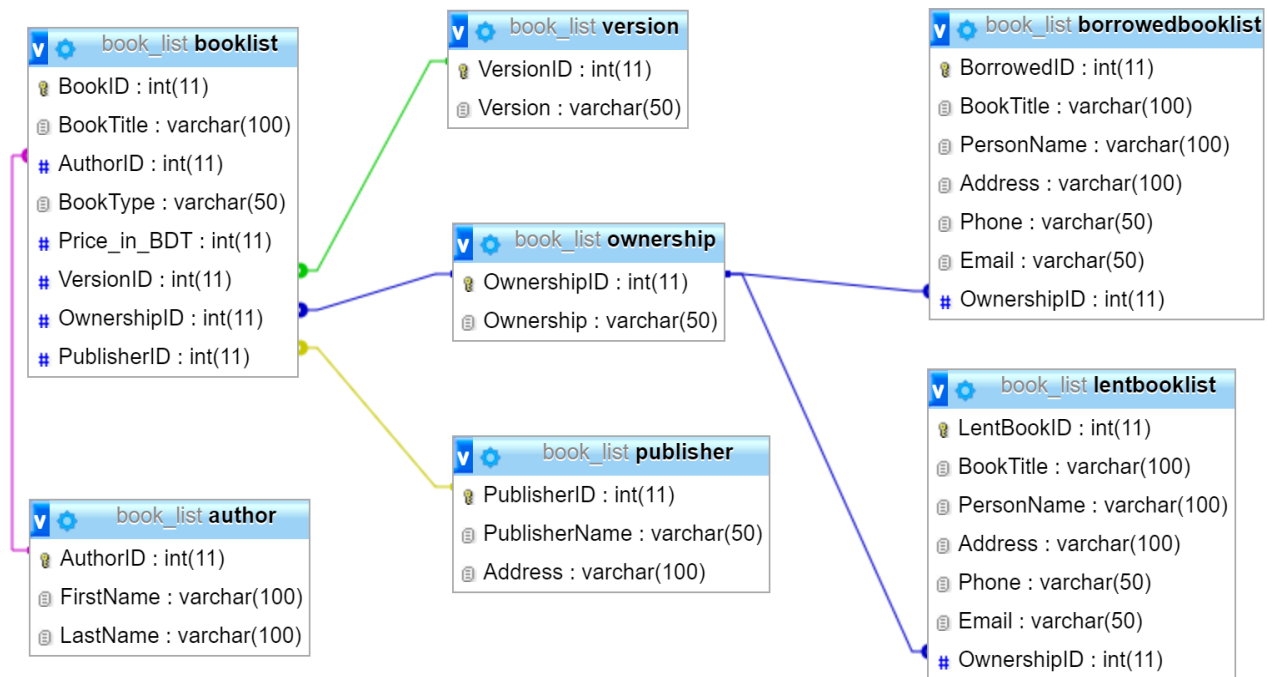 v book_list booklist
BookID : int(11)
BookTitle : varchar(100)
# AuthorID : int(11)
BookType : varchar(50)
# Price_in_BDT : int(11)
# VersionID : int(11)
# OwnershipID : int(11)
# PublisherID : int(11)
v book_list author
AuthorID : int(11)
FirstName : varchar(100)
LastName : varchar(100)
v book_list version
VersionID : int(11)
Version : varchar(50)
v book_list ownership
OwnershipID : int(11)
Ownership : varchar(50)
v book_list publisher
PublisherID : int(11)
PublisherName : varchar(50)
Address : varchar(100)
v book_list borrowedbooklist
BorrowedID : int(11)
BookTitle : varchar(100)
PersonName : varchar(100)
Address : varchar(100)
Phone : varchar(50)
Email : varchar(50)
# OwnershipID : int(11)
v book_list lentbooklist
LentBookID : int(11)
BookTitle : varchar(100)
PersonName : varchar(100)
Address : varchar(100)
Phone : varchar(50)
Email : varchar(50)
# OwnershipID : int(11)